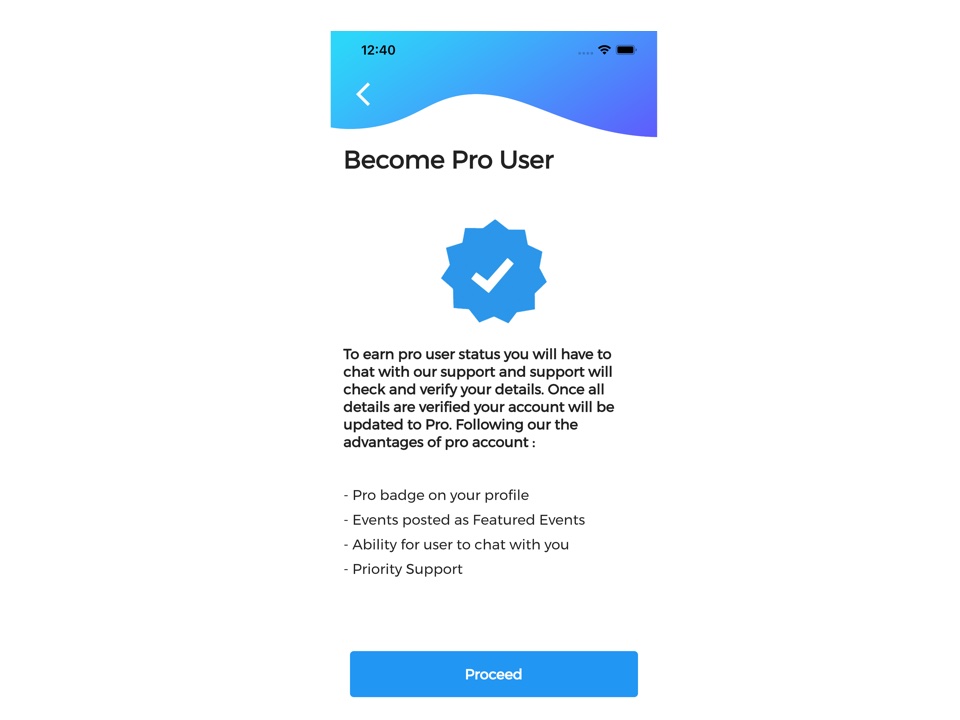 12:40
Become Pro User
To earn pro user status you will have to
chat with our support and support will
check and verify your details. Once all
details are verified your account will be
updated to Pro. Following our the
advantages of pro account :
- Pro badge on your profile
- Events posted as Featured Events
- Ability for user to chat with you
- Priority Support
Proceed